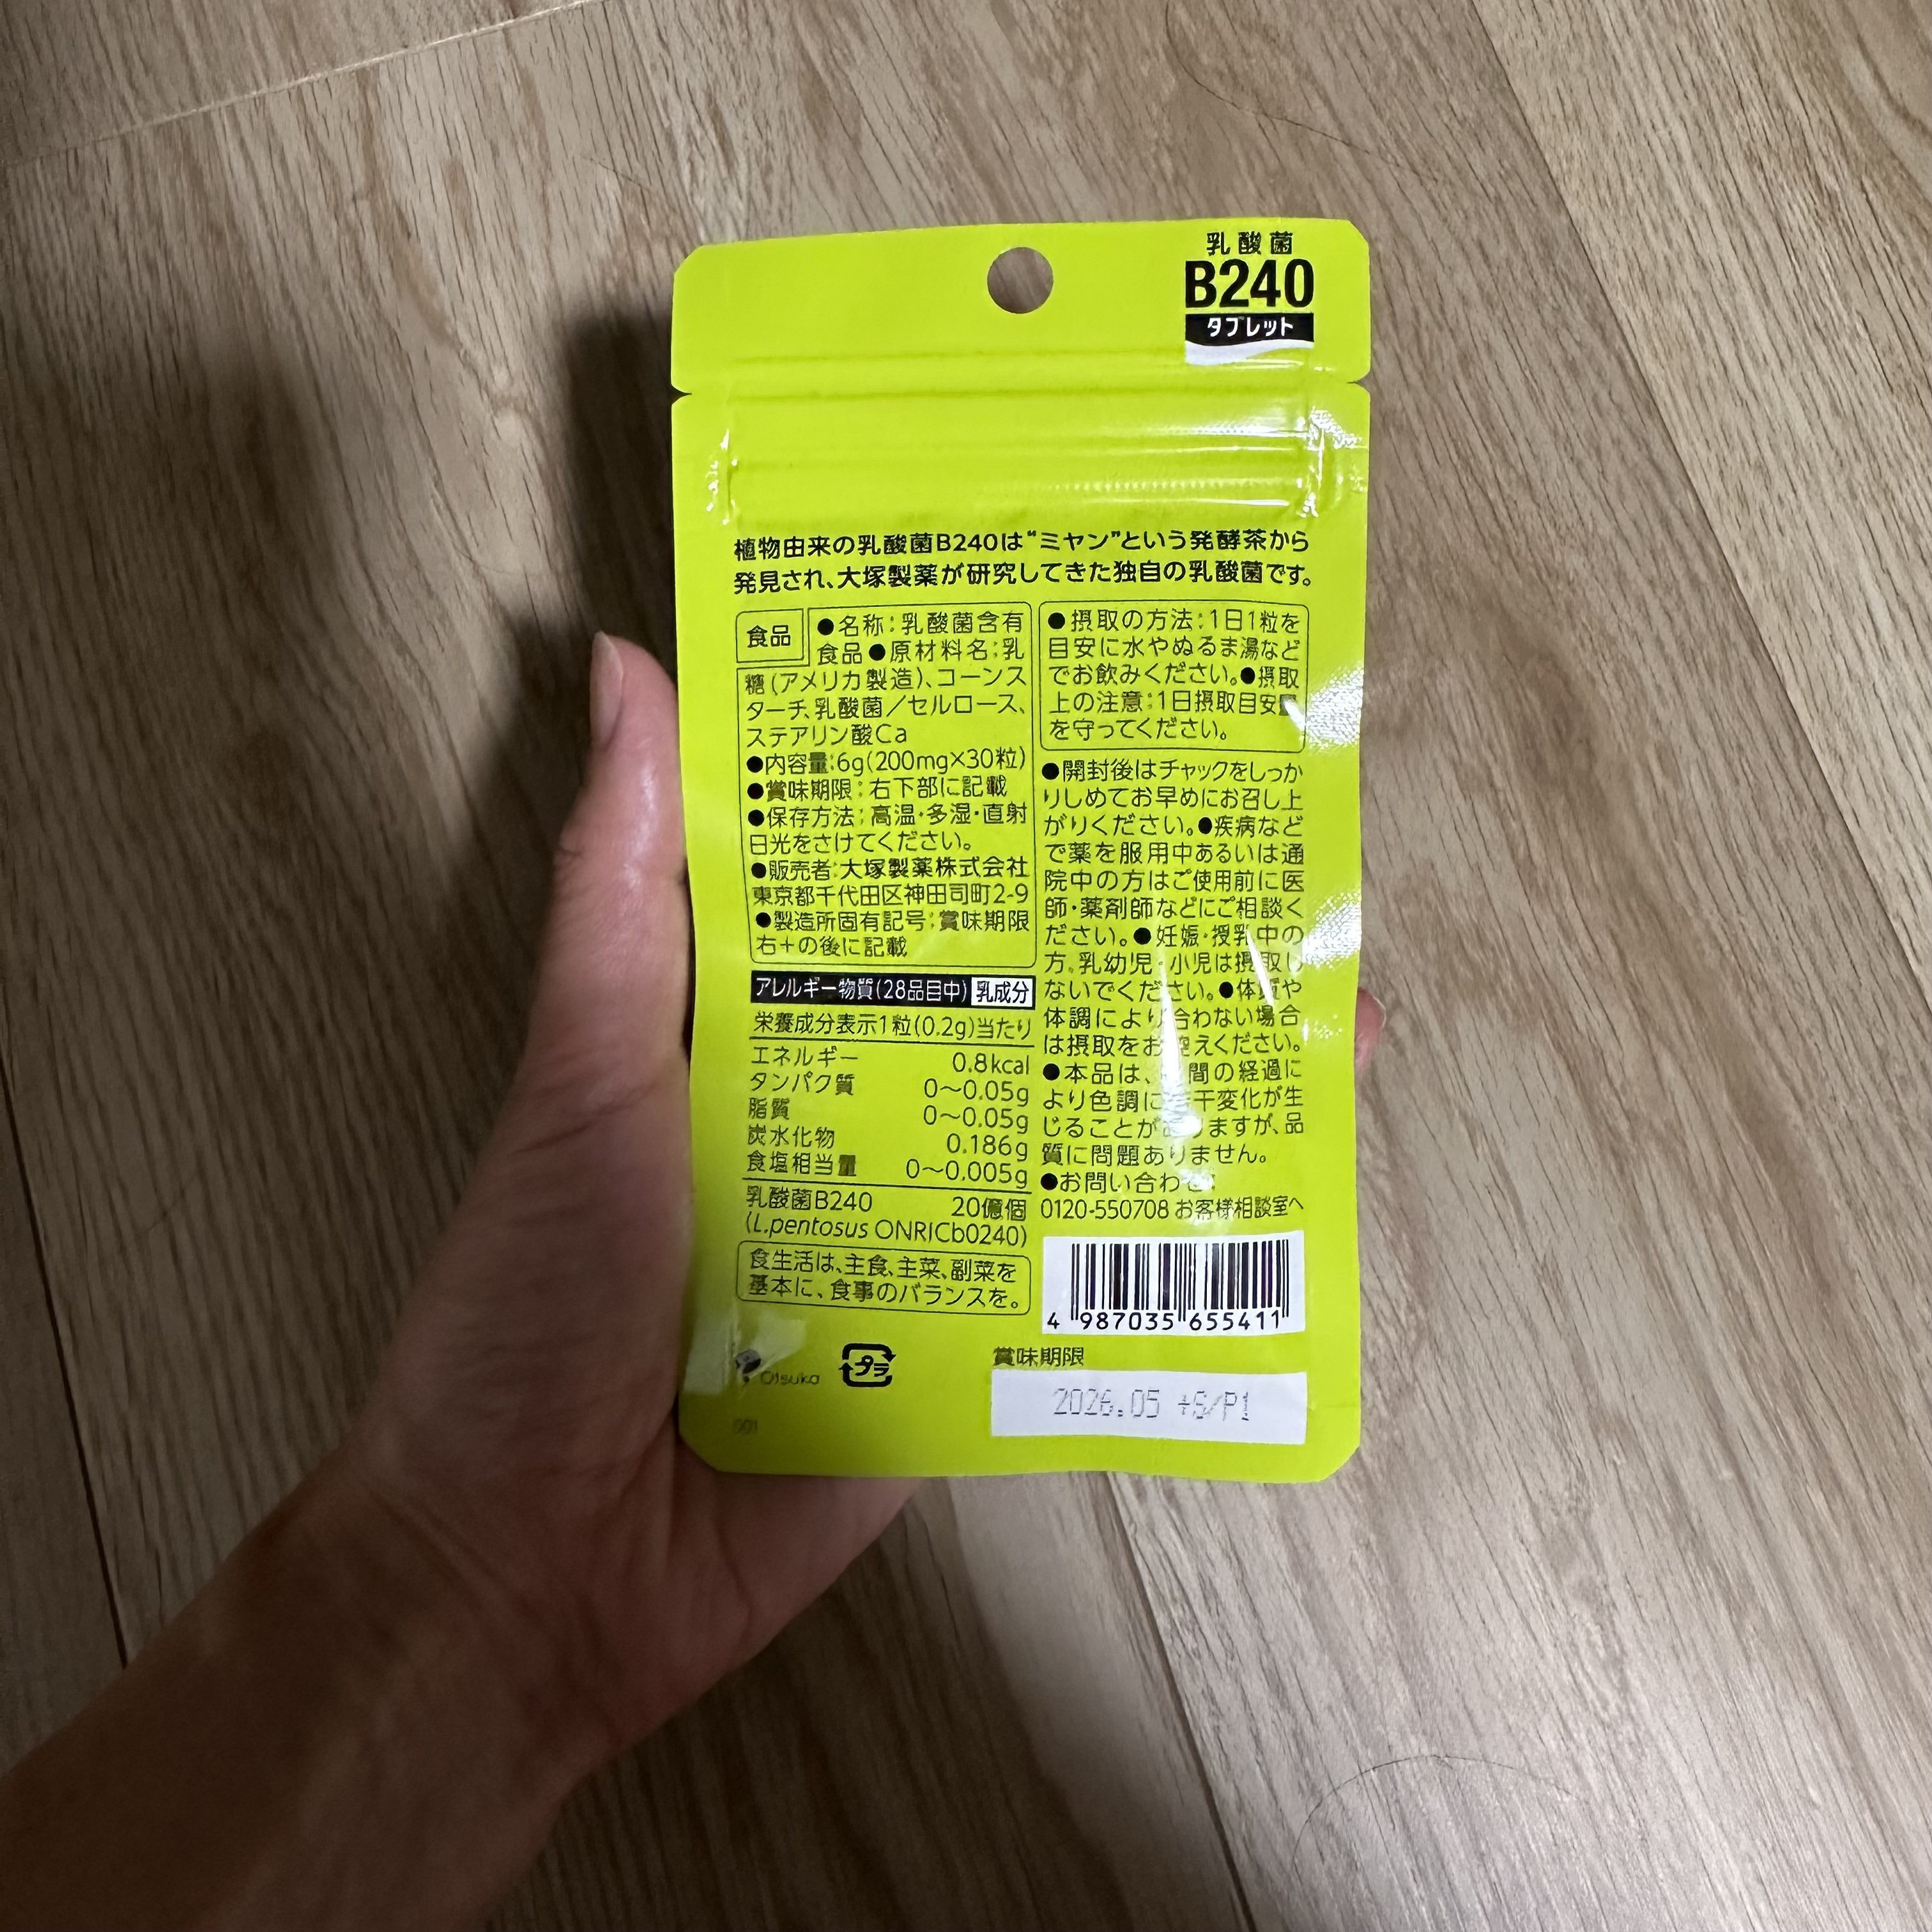 乳酸菌
B240
タブレット
植物由来の乳酸菌B240は“ミヤン”という発酵茶から
発見され、大塚製薬が研究してきた独自の乳酸菌です。
食品
●名称：乳酸菌含有
食品●原材料名：乳
糖(アメリカ製造)、コーンス
ターチ、乳酸菌／セルロース、
ステアリン酸Ca
●内容量：6g(200mg×30粒)
●賞味期限：右下部に記載
●保存方法：高温・多湿・直射
日光をさけてください。
●販売者：大塚製薬株式会社
東京都千代田区神田司町2-9
●製造所固有記号：賞味期限
右＋の後に記載
アレルギー物質(28品目中) 乳成分
栄養成分表示1粒(0.2g)当たり
エネルギー 0.8kcal
タンパク質 0〜0.05g
脂質 0〜0.05g
炭水化物 0.186g
食塩相当量 0〜0.005g
乳酸菌B240 20億個
(L.pentosus ONRICb0240)
食生活は、主食、主菜、副菜を
基本に、食事のバランスを。
●摂取の方法：1日1粒を
目安に水やぬるま湯など
でお飲みください。●摂取
上の注意：1日摂取目安量
を守ってください。
●開封後はチャックをしっか
りしめてお早めにお召し上
がりください。●疾病など
で薬を服用中あるいは通
院中の方はご使用前に医
師・薬剤師などにご相談く
ださい。●妊娠・授乳中の
方、乳幼児・小児は摂取し
ないでください。●体質や
体調により合わない場合
は摂取をお控えください。
●本品は、時間の経過に
より色調に若干変化が生
じることがありますが、品
質に問題ありません。
●お問い合わせ：
0120-550708 お客様相談室へ
4 987035 655411
プラ
Otsuka
001
賞味期限
2026.05 +S/P1